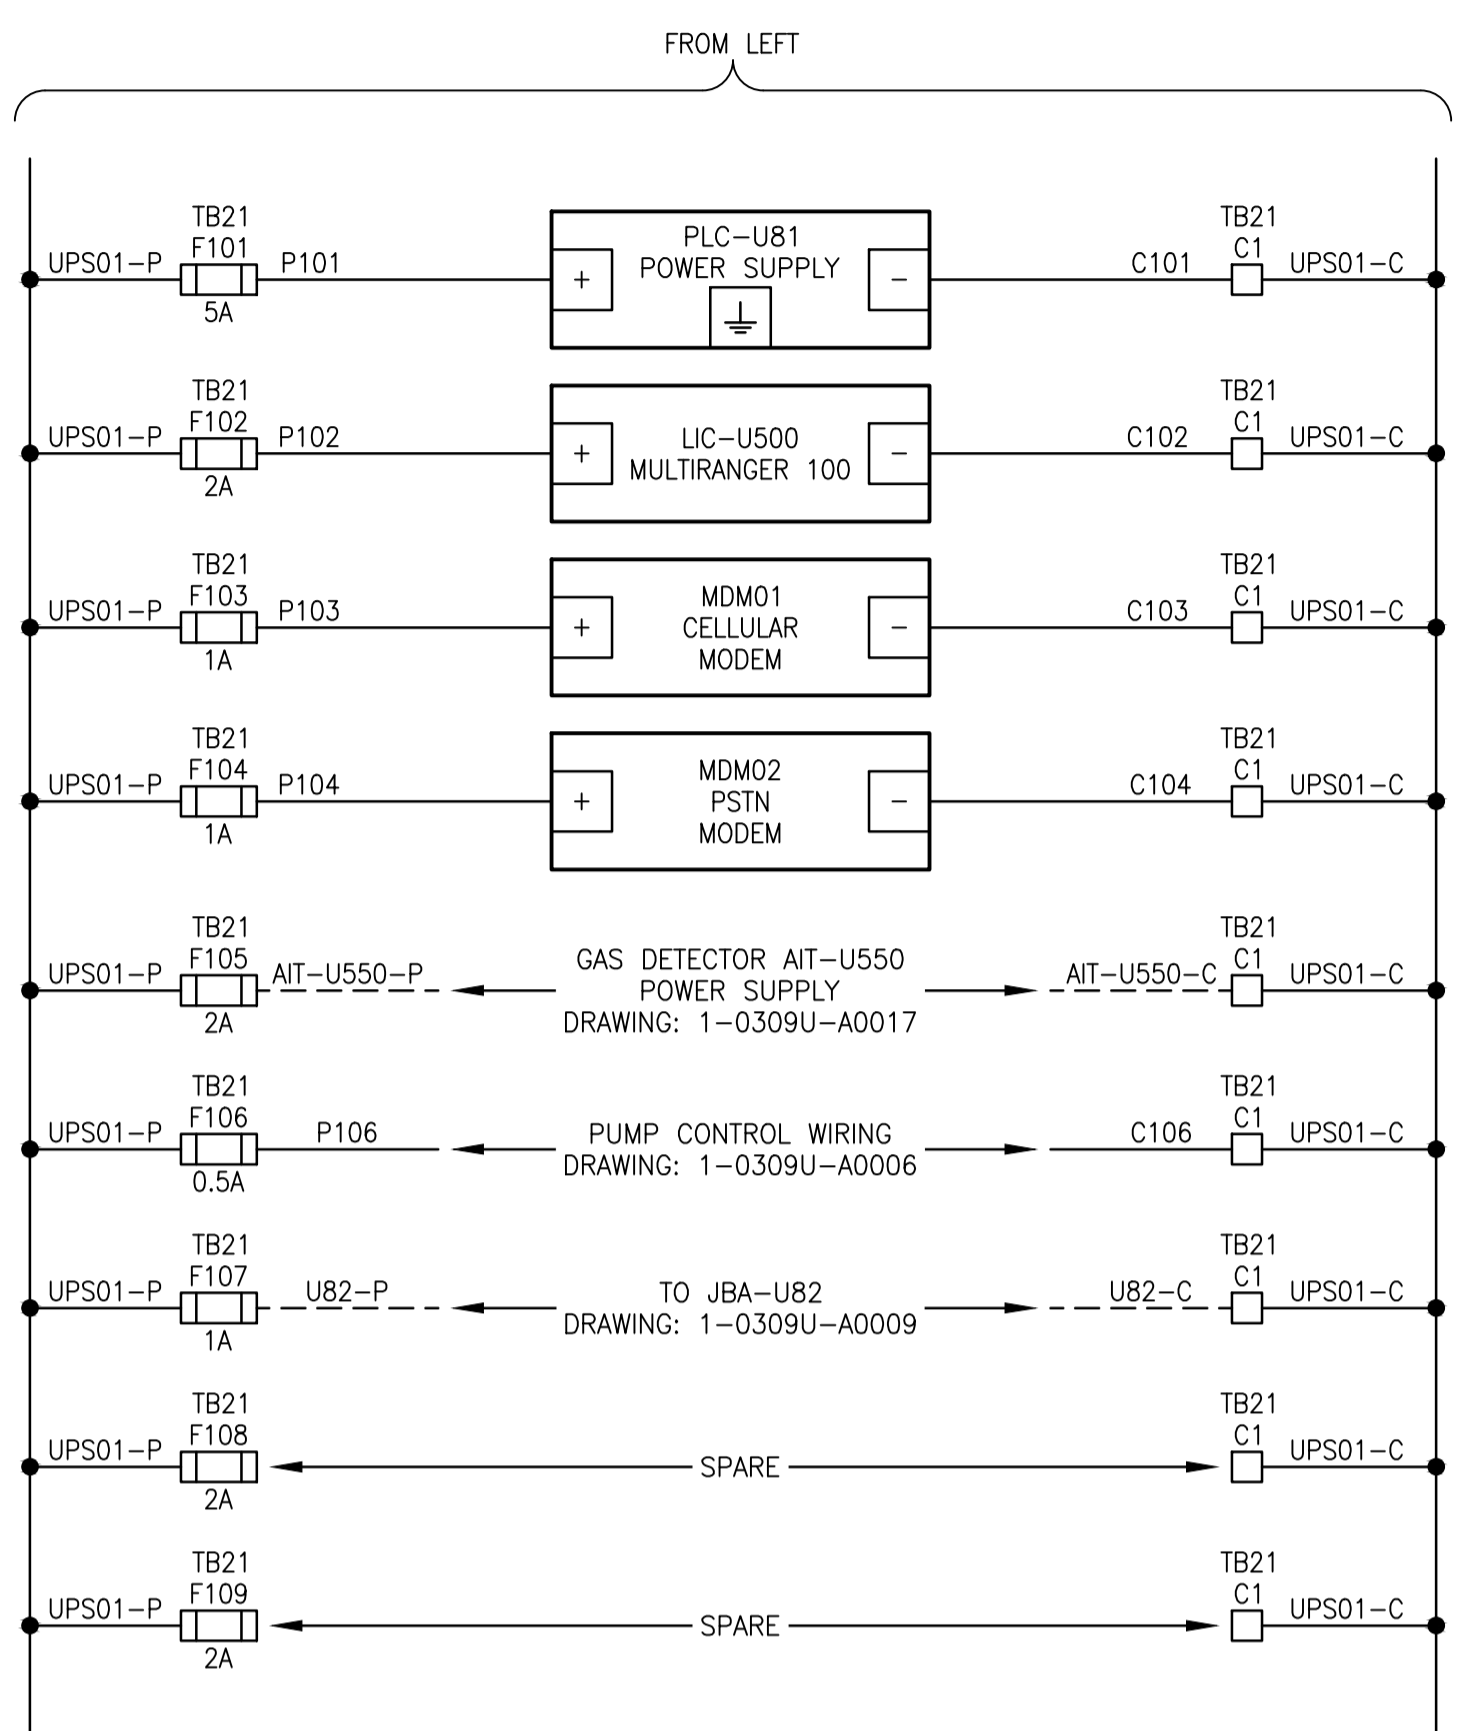 FROM LEFT
TB21 TB21
F101 PLC-U81 C1
UPS01-P P101 POWER SUPPLY C101 UPS01-C
+ -
5A
TB21 TB21
F102 C1
UPS01-P P102 LIC-U500 C102 UPS01-C
+ MULTIRANGER 100 -
2A
TB21 TB21
F103 MDM01 C1
UPS01-P P103 CELLULAR C103 UPS01-C
+ MODEM -
1A
TB21 TB21
F104 MDM02 C1
UPS01-P P104 PSTN C104 UPS01-C
+ MODEM -
1A
TB21 TB21
F105 GAS DETECTOR AIT-U550 C1
UPS01-P AIT-U550-P POWER SUPPLY AIT-U550-C UPS01-C
2A DRAWING: 1-0309U-A0017
TB21 TB21
F106 C1
UPS01-P P106 PUMP CONTROL WIRING C106 UPS01-C
0.5A DRAWING: 1-0309U-A0006
TB21 TB21
F107 C1
UPS01-P U82-P TO JBA-U82 U82-C UPS01-C
1A DRAWING: 1-0309U-A0009
TB21 TB21
F108 C1
UPS01-P SPARE UPS01-C
2A
TB21 TB21
F109 C1
UPS01-P SPARE UPS01-C
2A